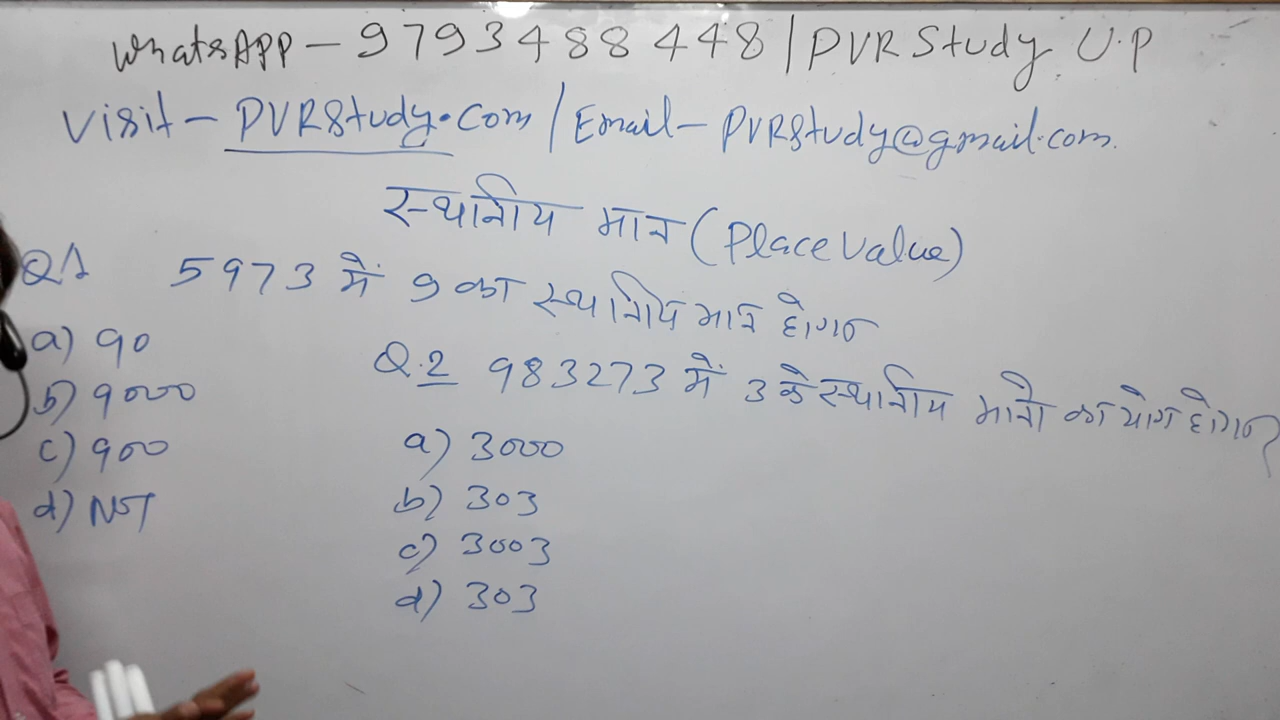 WhatsAPP - 9793488448 | PVR Study U.P
Visit - PVRStudy.Com / Email - PVRStudy@gmail.com.
स्थानीय मान (Place Value)
Q1 5973 में 9 का स्थानिय मान होगा
a) 90
b) 9000
c) 900
d) NOT
Q.2 983273 में 3 के स्थानीय मानो का योग होगा?
a) 3000
b) 303
c) 3003
d) 303